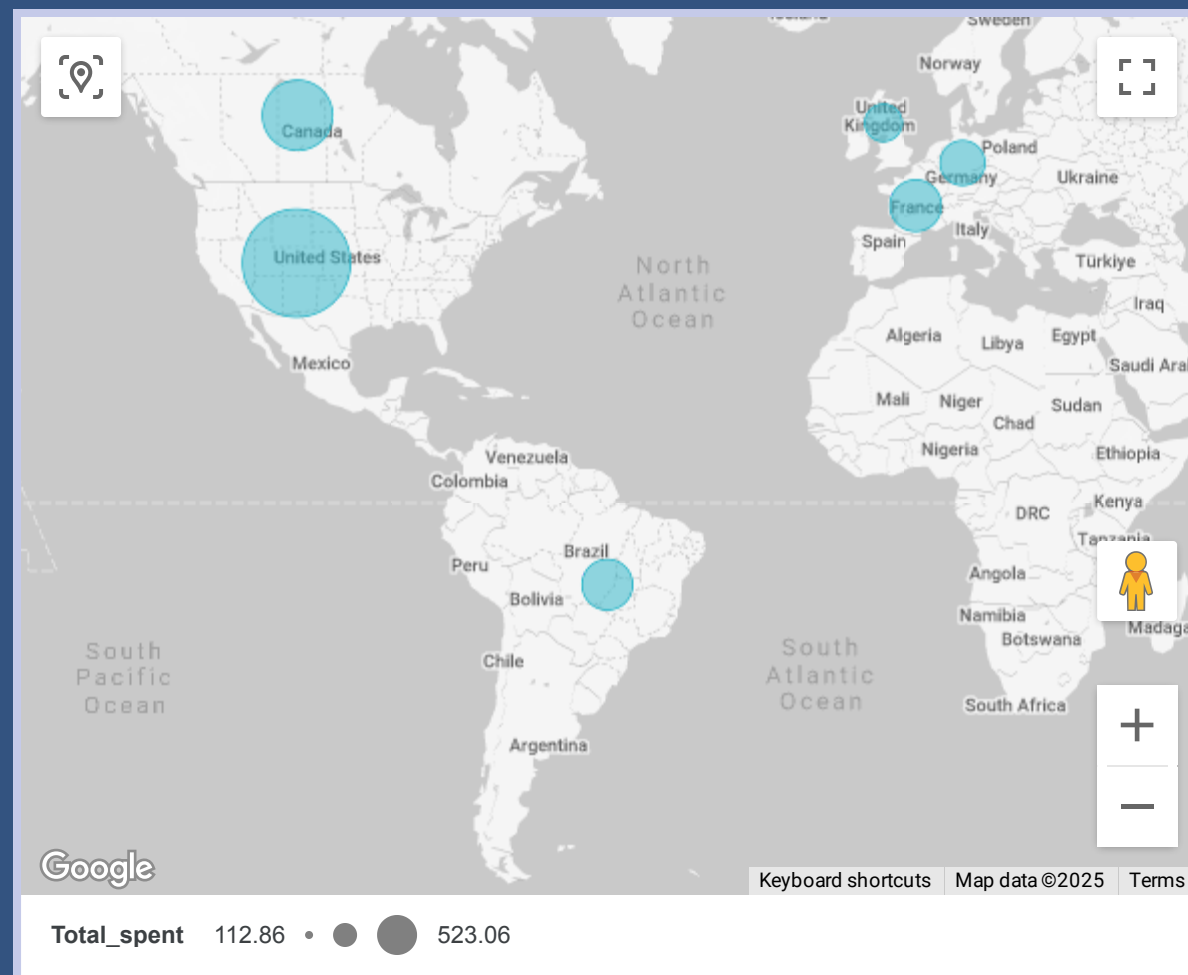 Sweden
Norway
United
Kingdom
Canada
Poland
Germany
Ukraine
France
Italy
Spain
United States
Türkiye
North
Atlantic
Ocean
Iraq
Algeria
Libya
Egypt
Mexico
Saudi Ara
Mali
Niger
Sudan
Chad
Nigeria
Ethiopia
Venezuela
Colombia
Kenya
DRC
Tanzania
Brazil
Peru
Angola
Bolivia
Namibia
Madaga
Botswana
South
Pacific
Ocean
South
Atlantic
Ocean
Chile
South Africa
Argentina
Google
Keyboard shortcuts
Map data ©2025
Terms
Total_spent 112.86 523.06